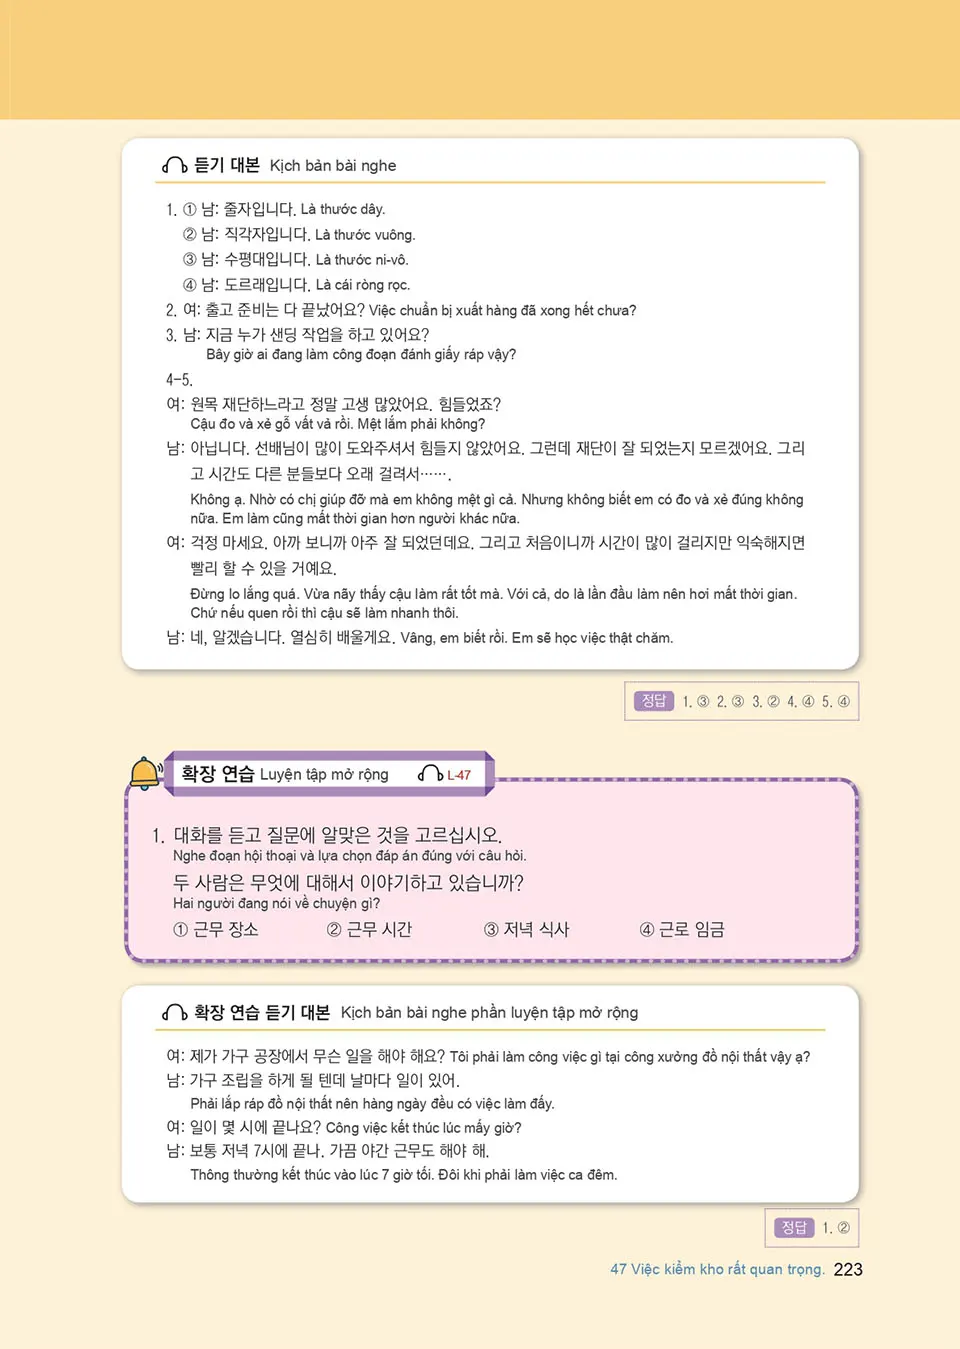 듣기 대본 Kịch bản bài nghe
1. ① 남: 줄자입니다. Là thước dây.
② 남: 직각자입니다. Là thước vuông.
③ 남: 수평대입니다. Là thước ni-vô.
④ 남: 도르래입니다. Là cái ròng rọc.
2. 여: 출고 준비는 다 끝났어요? Việc chuẩn bị xuất hàng đã xong hết chưa?
3. 남: 지금 누가 샌딩 작업을 하고 있어요?
Bây giờ ai đang làm công đoạn đánh giấy ráp vậy?
4-5.
여: 원목 재단하느라고 정말 고생 많았어요. 힘들었죠?
Cậu đo và xẻ gỗ vất vả rồi. Mệt lắm phải không?
남: 아닙니다. 선배님이 많이 도와주셔서 힘들지 않았어요. 그런데 재단이 잘 되었는지 모르겠어요. 그리
고 시간도 다른 분들보다 오래 걸려서…….
Không ạ. Nhờ có chị giúp đỡ mà em không mệt gì cả. Nhưng không biết em có đo và xẻ đúng không
nữa. Em làm cũng mất thời gian hơn người khác nữa.
여: 걱정 마세요. 아까 보니까 아주 잘 되었던데요. 그리고 처음이니까 시간이 많이 걸리지만 익숙해지면
빨리 할 수 있을 거예요.
Đừng lo lắng quá. Vừa nãy thấy cậu làm rất tốt mà. Với cả, do là lần đầu làm nên hơi mất thời gian.
Chứ nếu quen rồi thì cậu sẽ làm nhanh thôi.
남: 네, 알겠습니다. 열심히 배울게요. Vâng, em biết rồi. Em sẽ học việc thật chăm.
정답 1. ③ 2. ③ 3. ② 4. ④ 5. ④
확장 연습 Luyện tập mở rộng L-47
1. 대화를 듣고 질문에 알맞은 것을 고르십시오.
Nghe đoạn hội thoại và lựa chọn đáp án đúng với câu hỏi.
두 사람은 무엇에 대해서 이야기하고 있습니까?
Hai người đang nói về chuyện gì?
① 근무 장소 ② 근무 시간 ③ 저녁 식사 ④ 근로 임금
확장 연습 듣기 대본 Kịch bản bài nghe phần luyện tập mở rộng
여: 제가 가구 공장에서 무슨 일을 해야 해요? Tôi phải làm công việc gì tại công xưởng đồ nội thất vậy ạ?
남: 가구 조립을 하게 될 텐데 날마다 일이 있어.
Phải lắp ráp đồ nội thất nên hàng ngày đều có việc làm đấy.
여: 일이 몇 시에 끝나요? Công việc kết thúc lúc mấy giờ?
남: 보통 저녁 7시에 끝나. 가끔 야간 근무도 해야 해.
Thông thường kết thúc vào lúc 7 giờ tối. Đôi khi phải làm việc ca đêm.
정답 1. ②
47 Việc kiểm kho rất quan trọng. 223